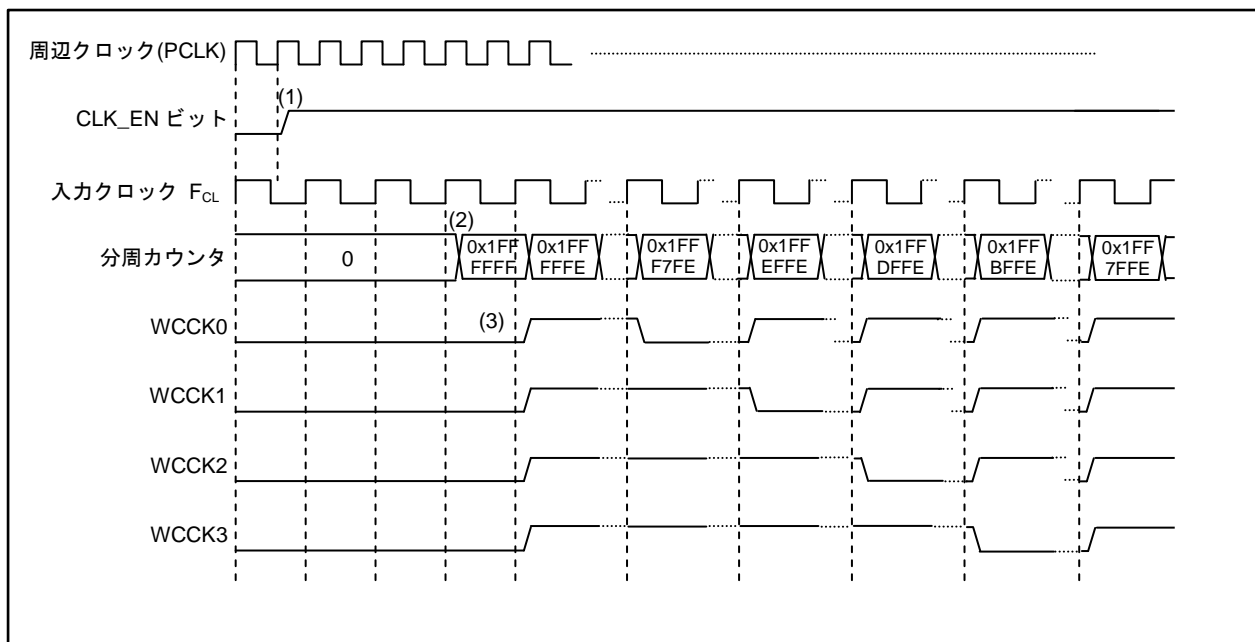 周辺クロック(PCLK)
(1)
CLK_EN ビット
入力クロック FCL
(2)
分周カウンタ
0
0x1FF FFFF
0x1FF FFFE
0x1FF F7FE
0x1FF EFFE
0x1FF DFFE
0x1FF BFFE
0x1FF 7FFE
WCCK0
(3)
WCCK1
WCCK2
WCCK3